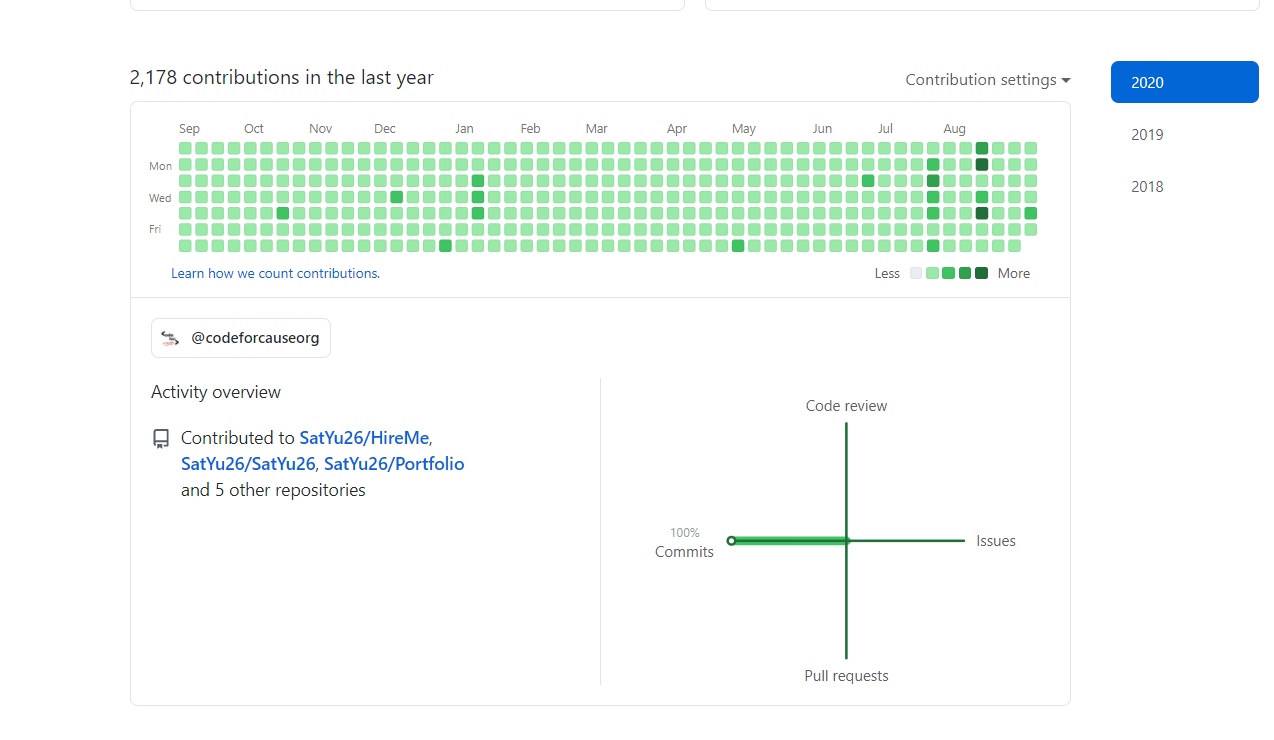 2,178 contributions in the last year
Contribution settings
2020
2019
2018
Sep Oct Nov Dec Jan Feb Mar Apr May Jun Jul Aug
Mon
Wed
Fri
Learn how we count contributions.
Less More
@codeforcauseorg
Activity overview
Contributed to SatYu26/HireMe,
SatYu26/SatYu26, SatYu26/Portfolio
and 5 other repositories
Code review
100%
Commits
Issues
Pull requests